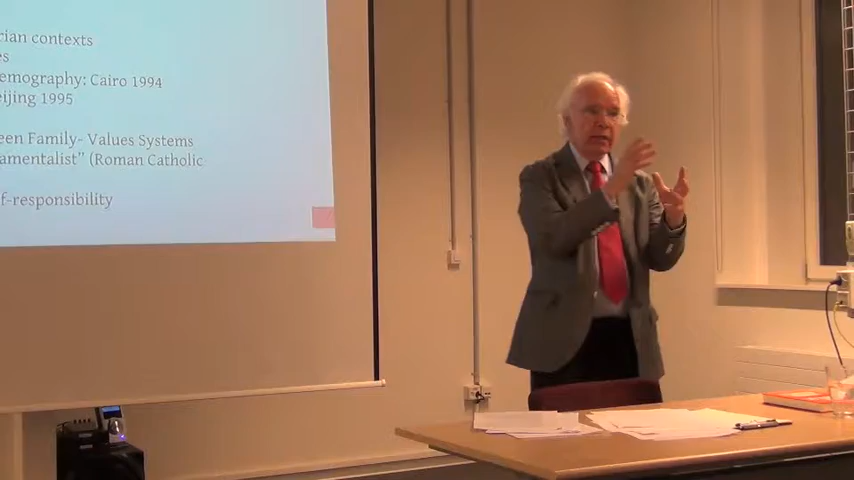 rian contexts
es
emography: Cairo 1994
eijing 1995
een Family-Values Systems
amentalist” (Roman Catholic)
f-responsibility